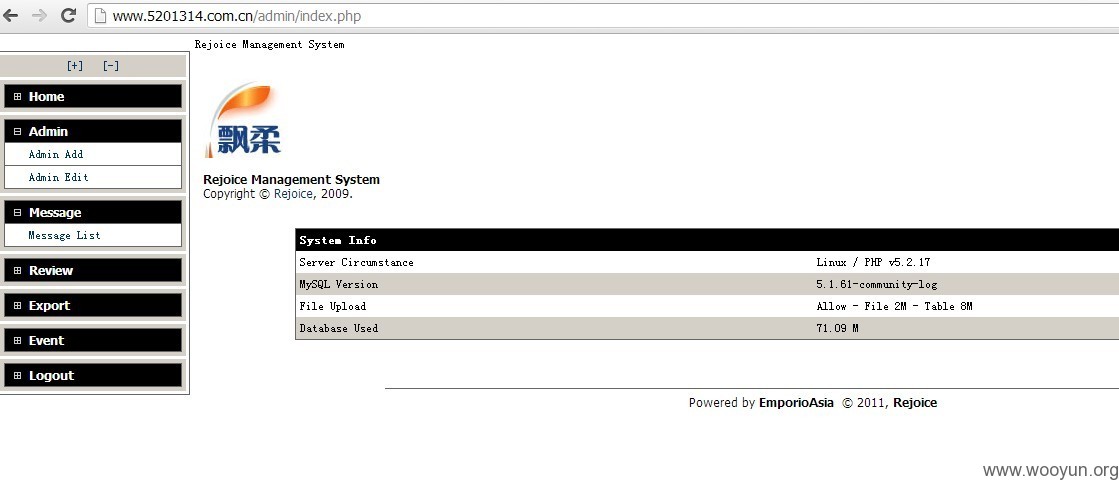 www.5201314.com.cn/admin/index.php
Rejoice Management System
[+] [-]
Home
Admin
Admin Add
Admin Edit
Message
Message List
Review
Export
Event
Logout
飘柔
Rejoice Management System
Copyright © Rejoice, 2009.
System Info
Server Circumstance Linux / PHP v5.2.17
MySQL Version 5.1.61-community-log
File Upload Allow - File 2M - Table 8M
Database Used 71.09 M
Powered by EmporioAsia © 2011, Rejoice
www.wooyun.org